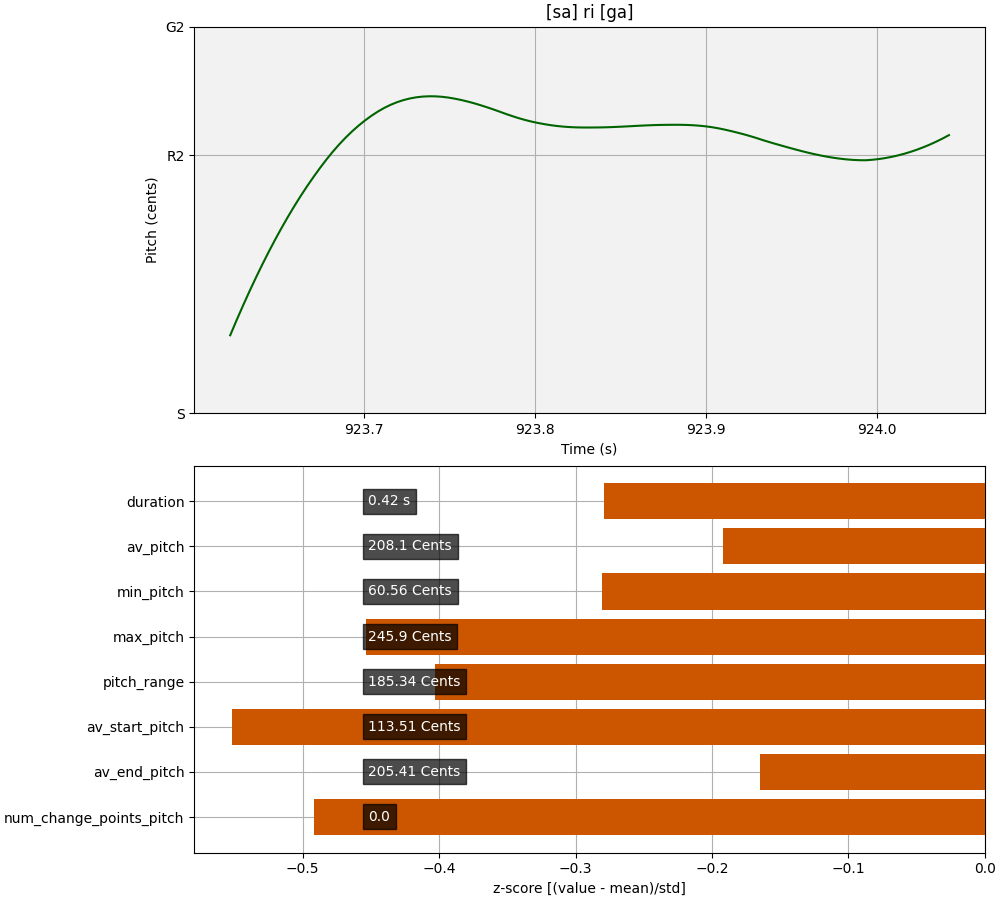 [sa] ri [ga]
G2
R2
S
Pitch (cents)
923.7 923.8 923.9 924.0
Time (s)
duration 0.42 s
av_pitch 208.1 Cents
min_pitch 60.56 Cents
max_pitch 245.9 Cents
pitch_range 185.34 Cents
av_start_pitch 113.51 Cents
av_end_pitch 205.41 Cents
num_change_points_pitch 0.0
−0.5 −0.4 −0.3 −0.2 −0.1 0.0
z-score [(value - mean)/std]